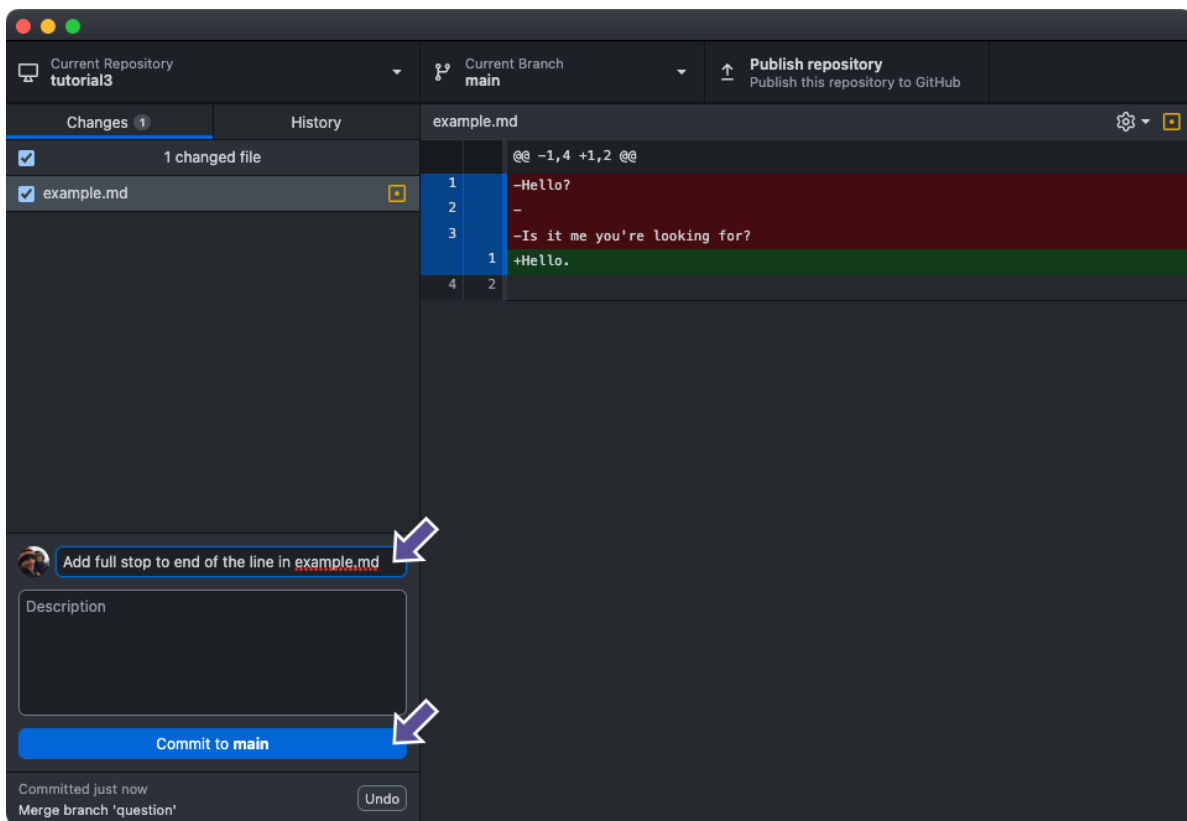 Current Repository
tutorial3
Current Branch
main
Publish repository
Publish this repository to GitHub
Changes 1
History
1 changed file
example.md
example.md
@@ -1,4 +1,2 @@
1 -Hello?
2 -
3 -Is it me you're looking for?
1 +Hello.
4 2
Add full stop to end of the line in example.md
Description
Commit to main
Committed just now
Merge branch 'question'
Undo